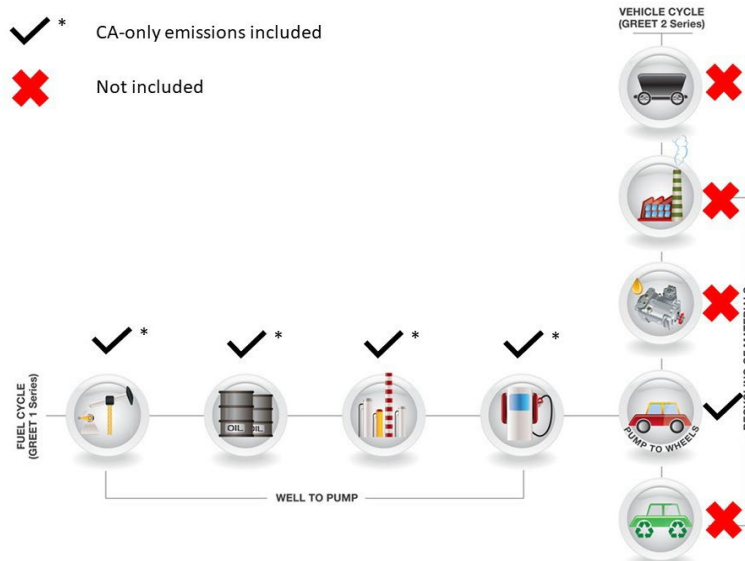 * CA-only emissions included
Not included
VEHICLE CYCLE
(GREET 2 Series)
* * * *
FUEL CYCLE
(GREET 1 Series)
OIL OIL
PUMP TO WHEELS
WELL TO PUMP